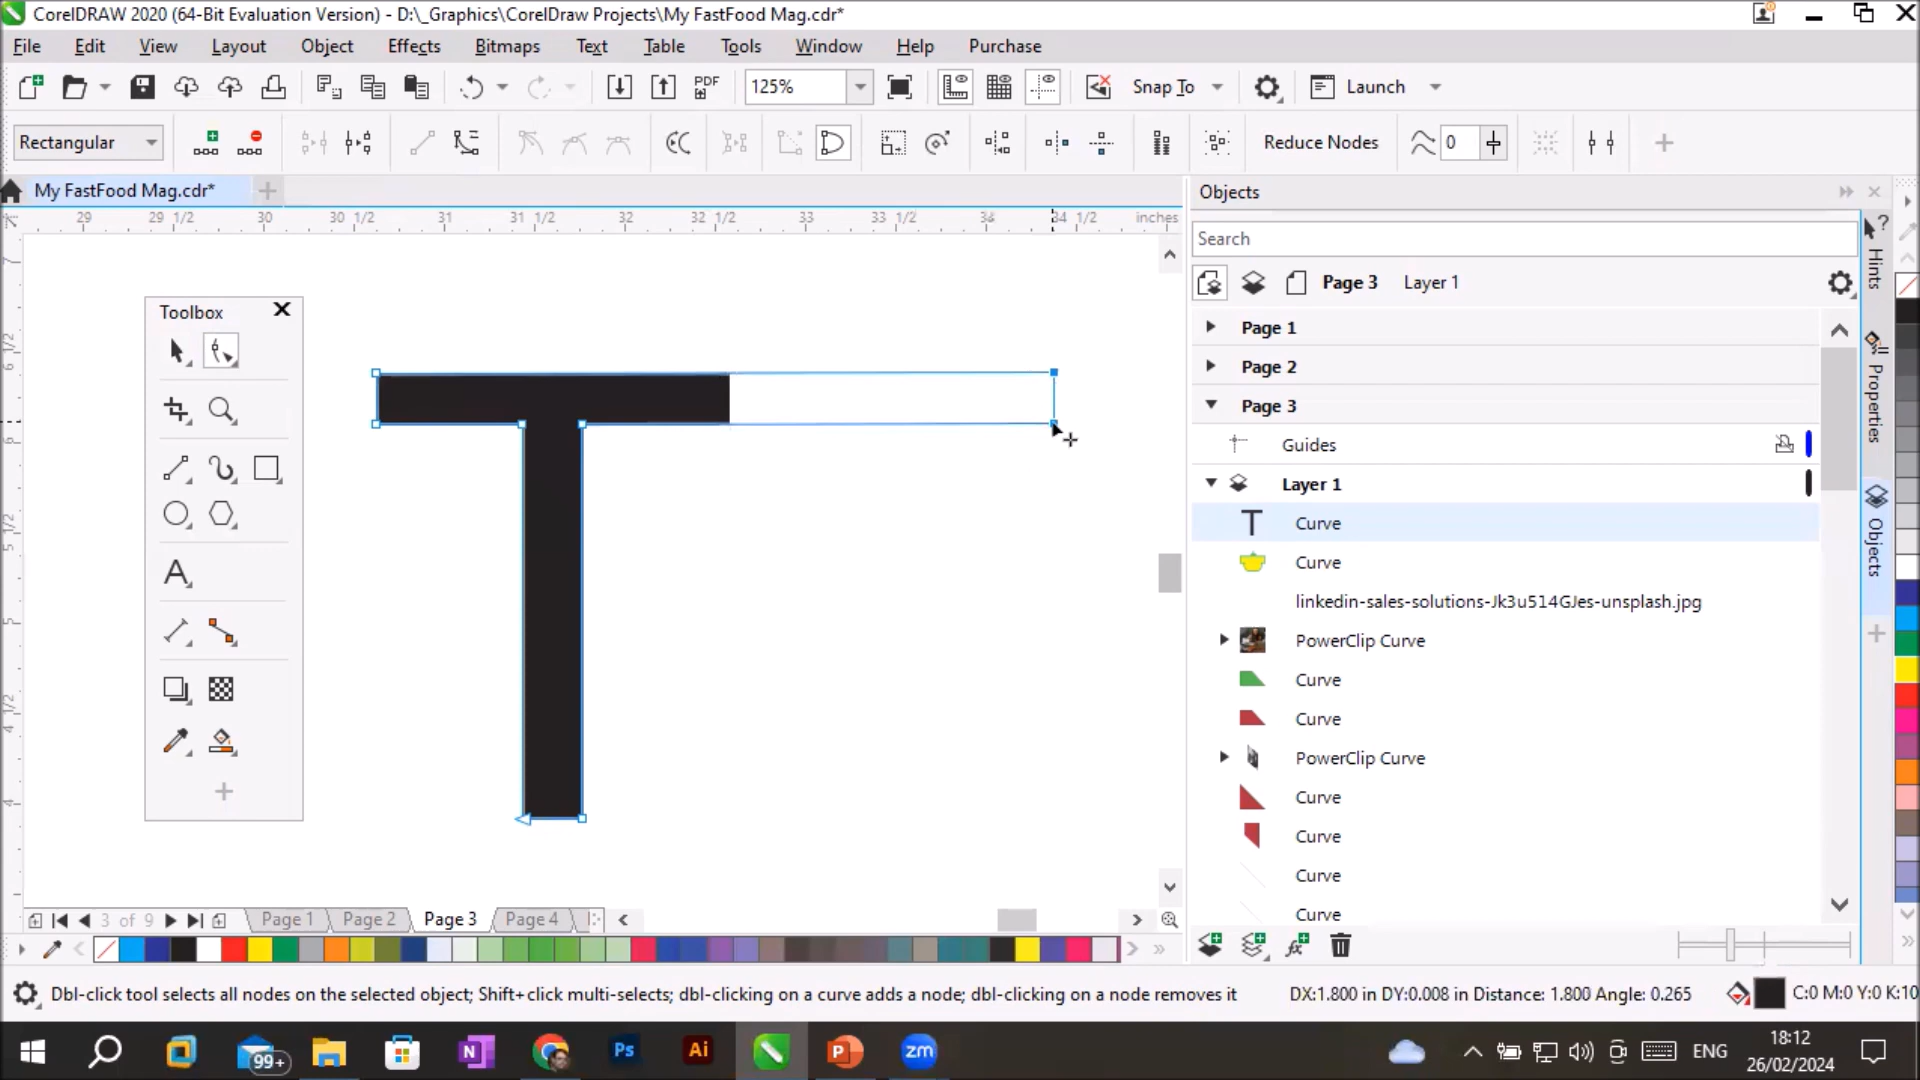 CorelDRAW 2020 (64-Bit Evaluation Version) - D:\_Graphics\CorelDraw Projects\My FastFood Mag.cdr*
File Edit View Layout Object Effects Bitmaps Text Table Tools Window Help Purchase
PDF 125% Snap To Launch
Rectangular Reduce Nodes 0
My FastFood Mag.cdr*
29 29 1/2 30 30 1/2 31 31 1/2 32 32 1/2 33 33 1/2 34 34 1/2 inches
Objects
Search
Page 3 Layer 1
Page 1
Page 2
Page 3
Guides
Layer 1
T Curve
Curve
linkedin-sales-solutions-Jk3u514GJes-unsplash.jpg
PowerClip Curve
Curve
Curve
PowerClip Curve
Curve
Curve
Curve
Curve
Hints
Properties
Objects
Toolbox
A
T
3 of 9 Page 1 Page 2 Page 3 Page 4
Dbl-click tool selects all nodes on the selected object; Shift+click multi-selects; dbl-clicking on a curve adds a node; dbl-clicking on a node removes it
DX:1.800 in DY:0.008 in Distance: 1.800 Angle: 0.265
C:0 M:0 Y:0 K:10
99+ N Ps Ai P zm
ENG
18:12
26/02/2024